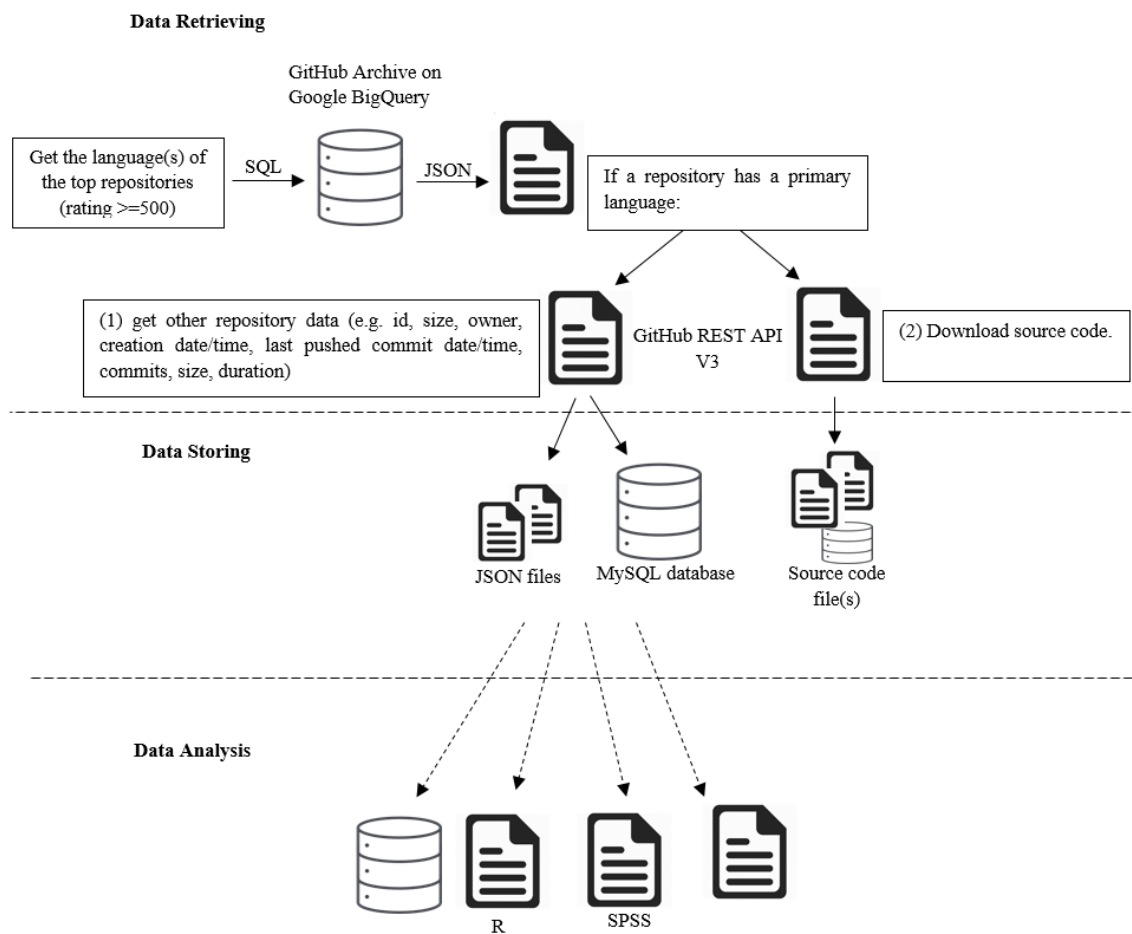 Data Retrieving
GitHub Archive on
Google BigQuery
Get the language(s) of
the top repositories
(rating >=500)
SQL
JSON
If a repository has a primary
language:
(1) get other repository data (e.g. id, size, owner,
creation date/time, last pushed commit date/time,
commits, size, duration)
GitHub REST API
V3
(2) Download source code.
Data Storing
JSON files
MySQL database
Source code
file(s)
Data Analysis
R
SPSS